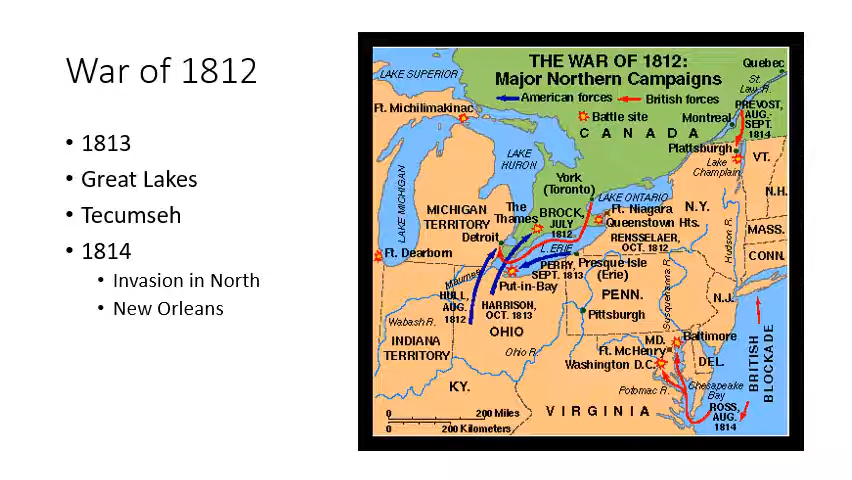 War of 1812
• 1813
• Great Lakes
• Tecumseh
• 1814
• Invasion in North
• New Orleans
THE WAR OF 1812:
Major Northern Campaigns
American forces
British forces
Battle site
C A N A D A
LAKE SUPERIOR
Ft. Michilimakinac
LAKE
HURON
LAKE MICHIGAN
Quebec
St.
Law. R.
PREVOST,
AUG.-
SEPT.
1814
Montreal
Plattsburgh
Lake
Champlain
VT.
N.H.
York
(Toronto)
LAKE ONTARIO
Ft. Niagara
Queenstown Hts.
RENSSELAER,
OCT. 1812
N.Y.
Hudson R.
MASS.
CONN.
MICHIGAN
TERRITORY
Detroit
The
Thames
BROCK,
JULY
1812
L. ERIE
PERRY,
SEPT. 1813
Presque Isle
(Erie)
Ft. Dearborn
Maumee
Put-in-Bay
HULL,
AUG.
1812
HARRISON,
OCT. 1813
OHIO
PENN.
Susquehanna R.
N.J.
Pittsburgh
Wabash R.
INDIANA
TERRITORY
Ohio R.
MD.
Baltimore
Ft. McHenry
Washington D.C.
DEL.
BRITISH
BLOCKADE
KY.
Potomac R.
Chesapeake
Bay
V I R G I N I A
ROSS,
AUG.
1814
0 200 Miles
0 200 Kilometers